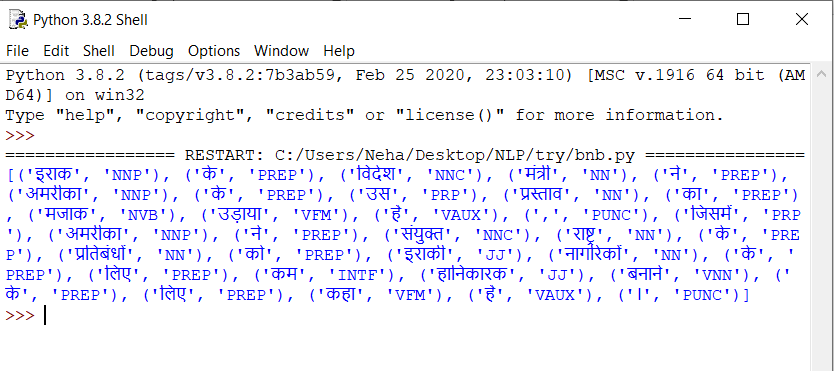 Python 3.8.2 Shell
File Edit Shell Debug Options Window Help
Python 3.8.2 (tags/v3.8.2:7b3ab59, Feb 25 2020, 23:03:10) [MSC v.1916 64 bit (AM
D64)] on win32
Type "help", "copyright", "credits" or "license()" for more information.
>>>
================= RESTART: C:/Users/Neha/Desktop/NLP/try/bnb.py ================
[('इराक', 'NNP'), ('के', 'PREP'), ('विदेश', 'NNC'), ('मंत्री', 'NN'), ('ने', 'PREP'),
('अमरीका', 'NNP'), ('के', 'PREP'), ('उस', 'PRP'), ('प्रस्ताव', 'NN'), ('का', 'PREP')
, ('मजाक', 'NVB'), ('उड़ाया', 'VFM'), ('है', 'VAUX'), (',', 'PUNC'), ('जिसमें', 'PRP
'), ('अमरीका', 'NNP'), ('ने', 'PREP'), ('संयुक्त', 'NNC'), ('राष्ट्र', 'NN'), ('के', 'PRE
P'), ('प्रतिबंधों', 'NN'), ('को', 'PREP'), ('इराकी', 'JJ'), ('नागरिकों', 'NN'), ('के', '
PREP'), ('लिए', 'PREP'), ('कम', 'INTF'), ('हानिकारक', 'JJ'), ('बनाने', 'VNN'), ('
के', 'PREP'), ('लिए', 'PREP'), ('कहा', 'VFM'), ('है', 'VAUX'), ('।', 'PUNC')]
>>>